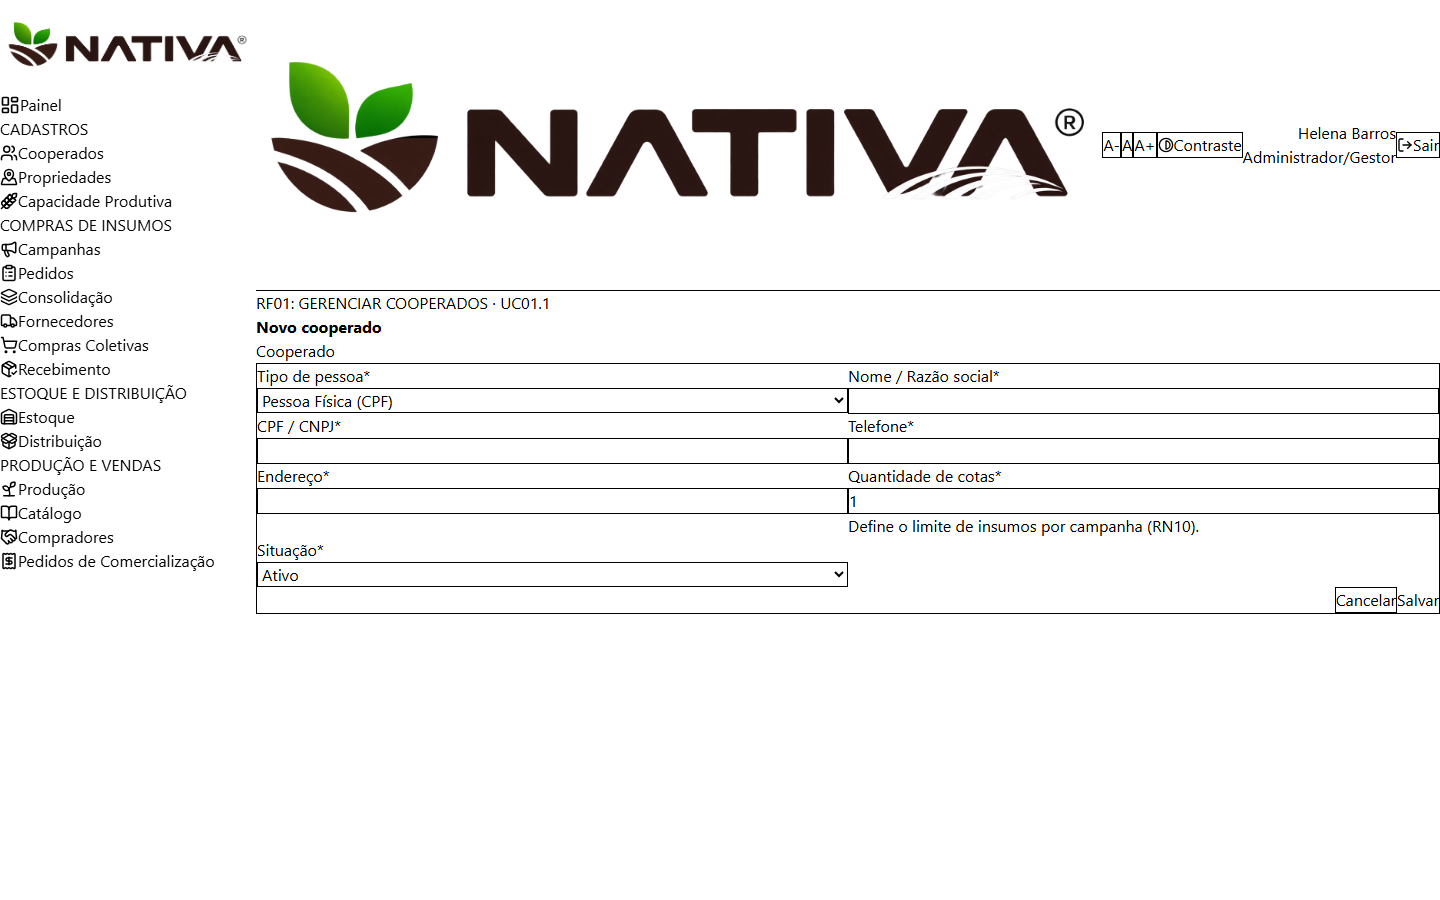 NATIVA®
Painel
CADASTROS
Cooperados
Propriedades
Capacidade Produtiva
COMPRAS DE INSUMOS
Campanhas
Pedidos
Consolidação
Fornecedores
Compras Coletivas
Recebimento
ESTOQUE E DISTRIBUIÇÃO
Estoque
Distribuição
PRODUÇÃO E VENDAS
Produção
Catálogo
Compradores
Pedidos de Comercialização
NATIVA®
A- A A+ Contraste
Helena Barros
Administrador/Gestor
Sair
RF01: GERENCIAR COOPERADOS · UC01.1
Novo cooperado
Cooperado
Tipo de pessoa*
Pessoa Física (CPF)
Nome / Razão social*
CPF / CNPJ*
Telefone*
Endereço*
Quantidade de cotas*
1
Define o limite de insumos por campanha (RN10).
Situação*
Ativo
Cancelar Salvar